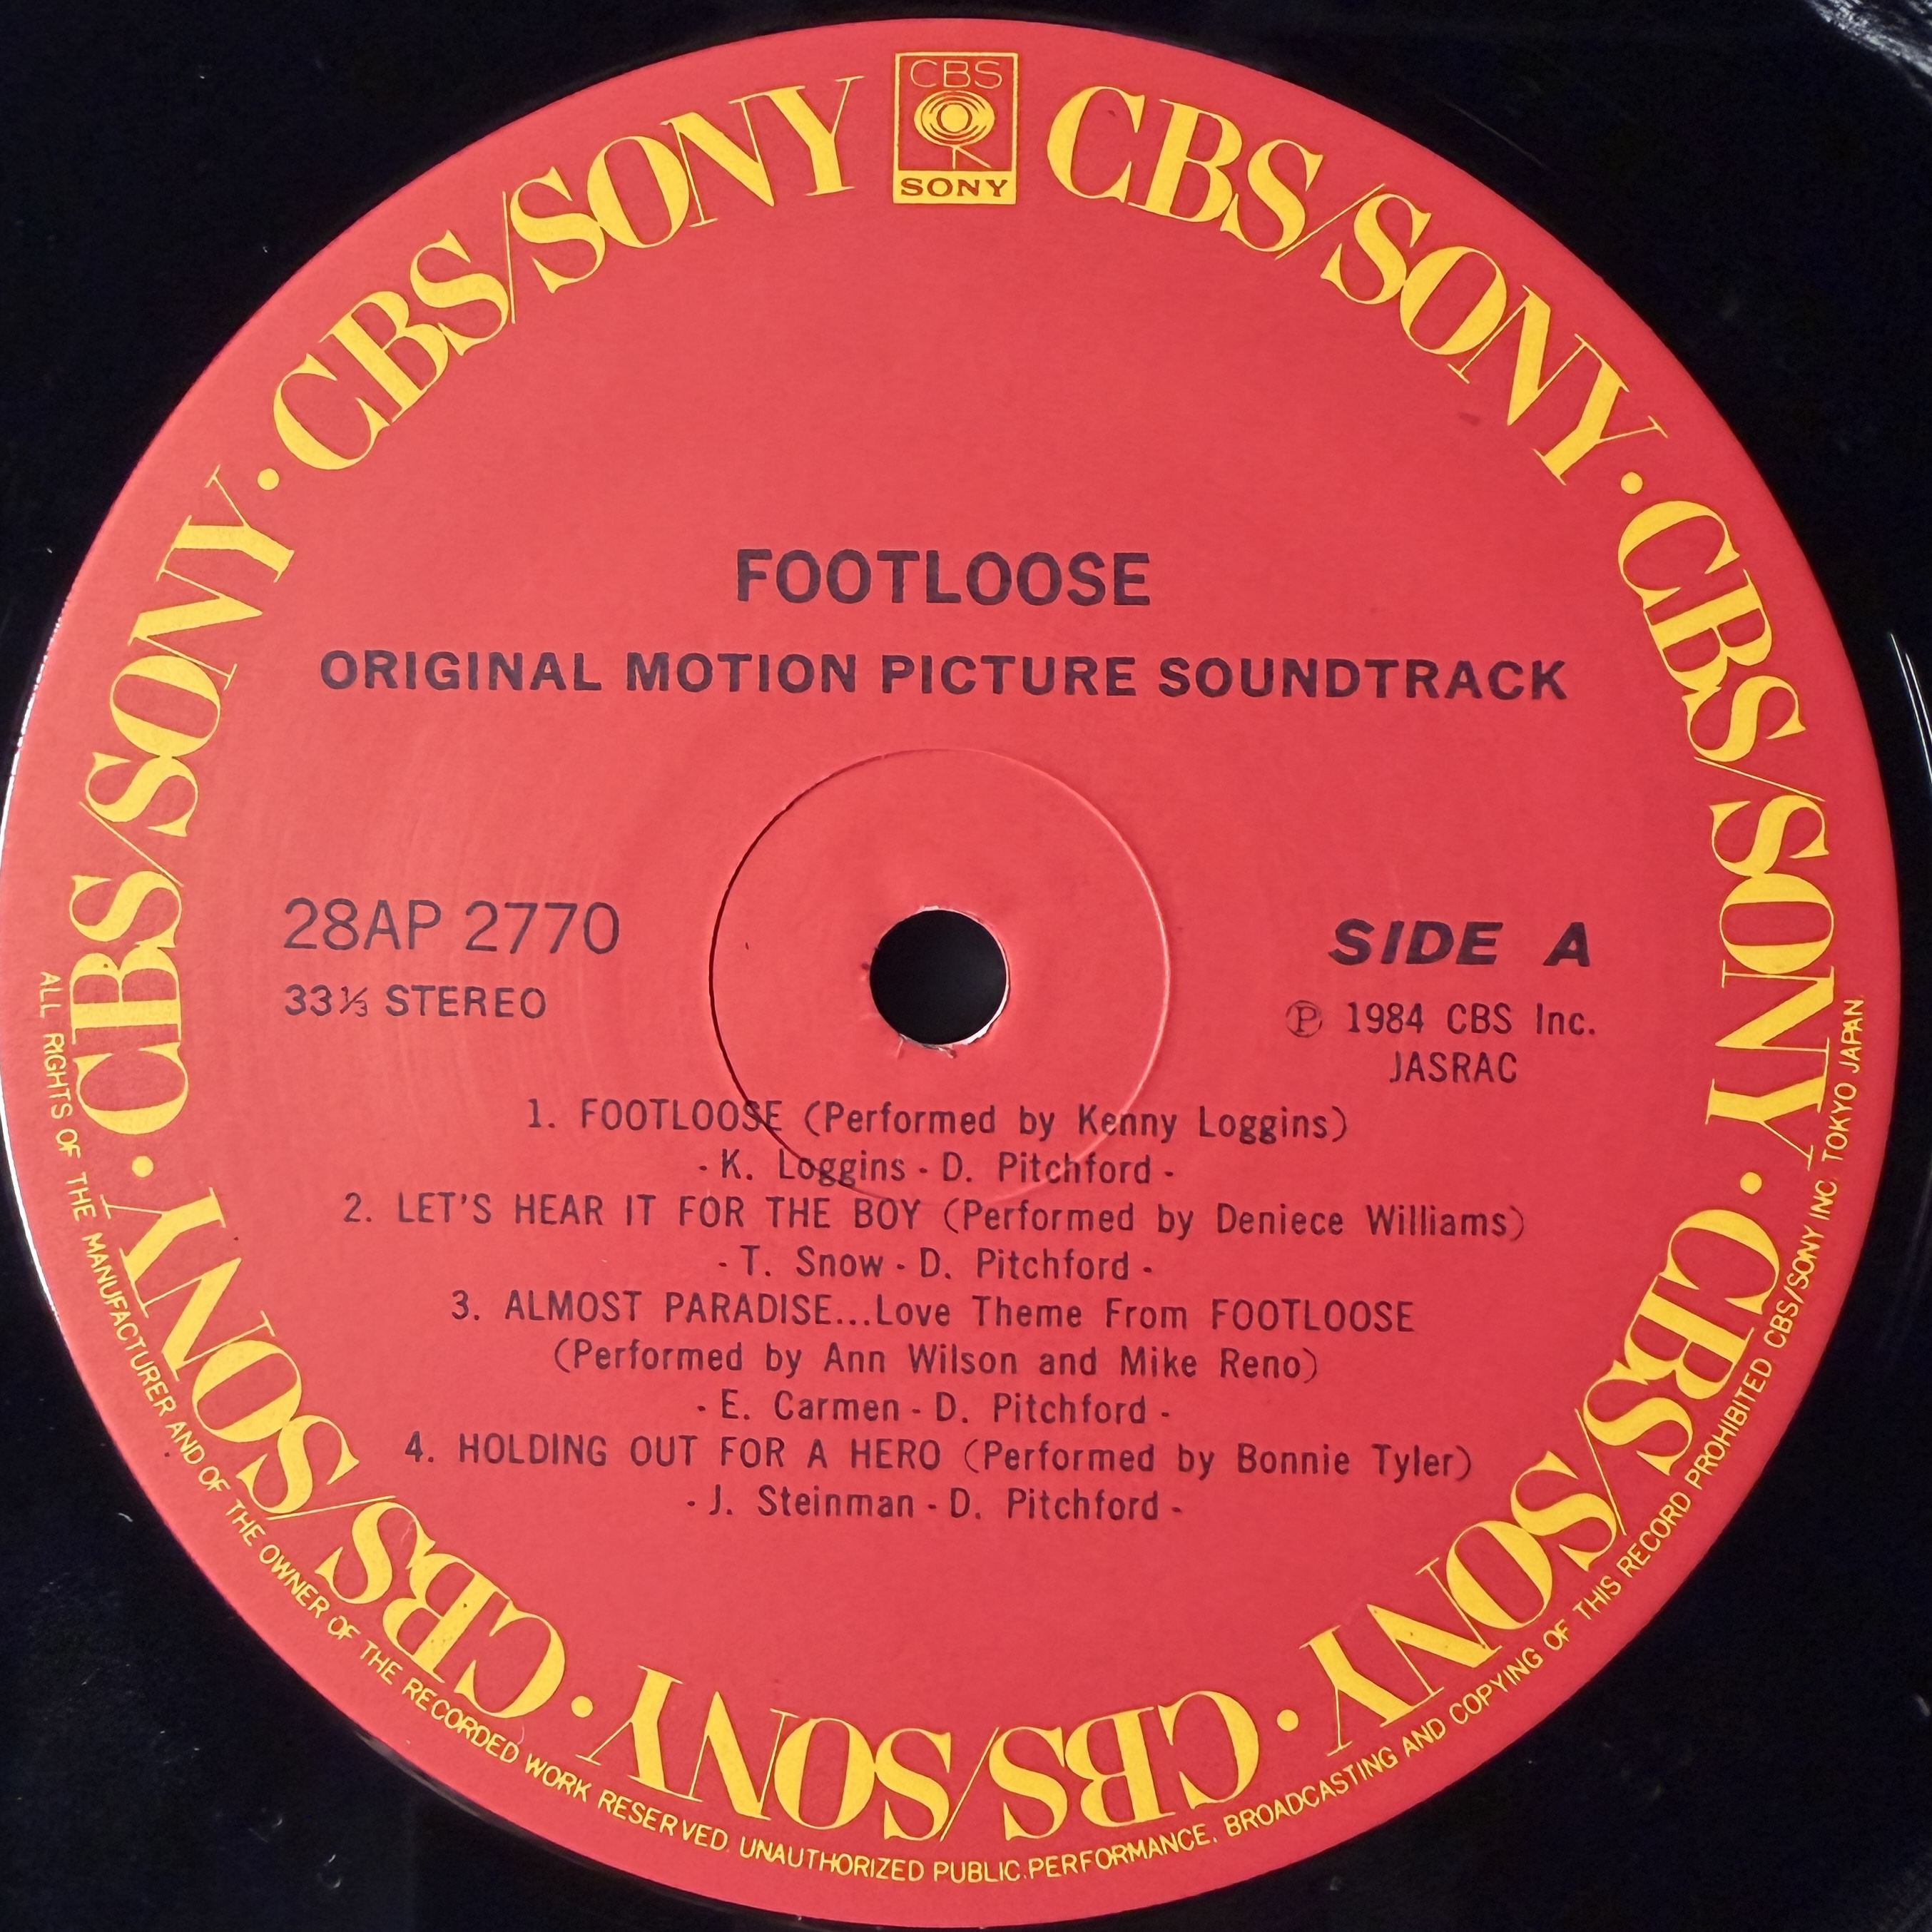 CBS
SONY
CBS/SONY · CBS/SONY · CBS/SONY · CBS/SONY · CBS/SONY · CBS/SONY · CBS/SONY
FOOTLOOSE
ORIGINAL MOTION PICTURE SOUNDTRACK
28AP 2770
33⅓ STEREO
SIDE A
Ⓟ 1984 CBS Inc.
JASRAC
1. FOOTLOOSE (Performed by Kenny Loggins)
- K. Loggins - D. Pitchford -
2. LET'S HEAR IT FOR THE BOY (Performed by Deniece Williams)
- T. Snow - D. Pitchford -
3. ALMOST PARADISE...Love Theme From FOOTLOOSE
(Performed by Ann Wilson and Mike Reno)
- E. Carmen - D. Pitchford -
4. HOLDING OUT FOR A HERO (Performed by Bonnie Tyler)
- J. Steinman - D. Pitchford -
ALL RIGHTS OF THE MANUFACTURER AND OF THE OWNER OF THE RECORDED WORK RESERVED. UNAUTHORIZED PUBLIC.PERFORMANCE, BROADCASTING AND COPYING OF THIS RECORD PROHIBITED CBS/SONY INC. TOKYO JAPAN.